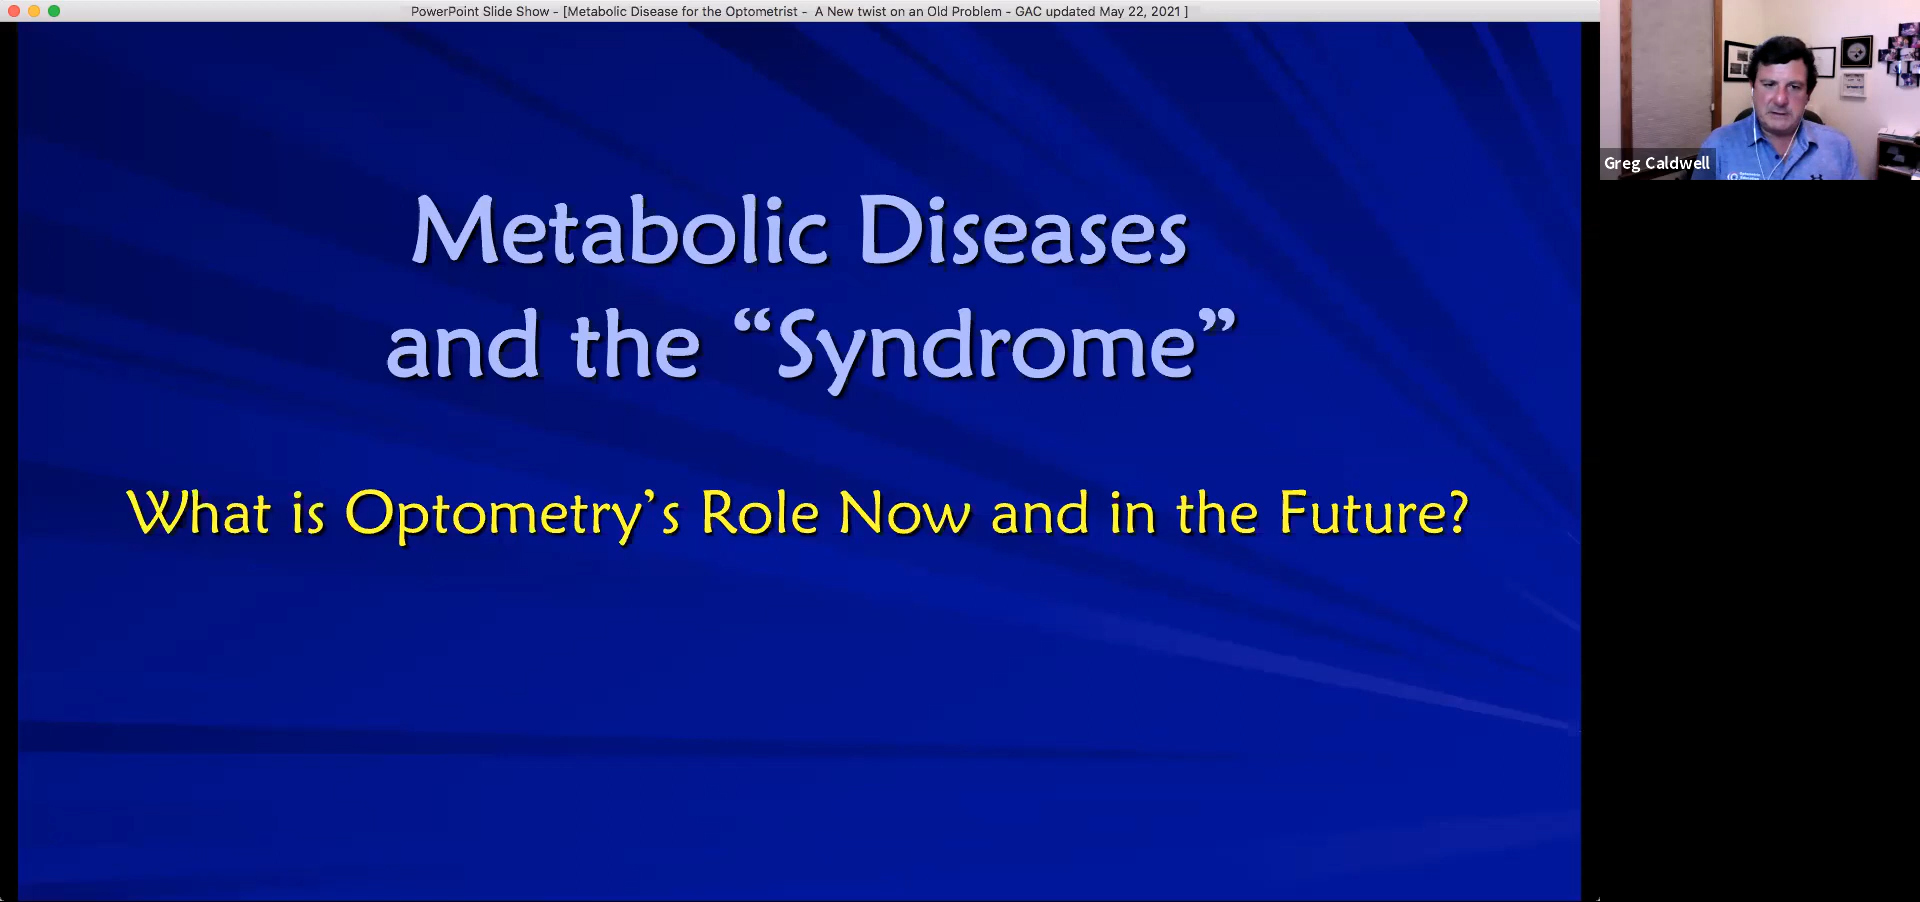 PowerPoint Slide Show - [Metabolic Disease for the Optometrist -  A New twist on an Old Problem - GAC updated May 22, 2021 ]
Greg Caldwell
Metabolic Diseases
and the “Syndrome”
What is Optometry’s Role Now and in the Future?